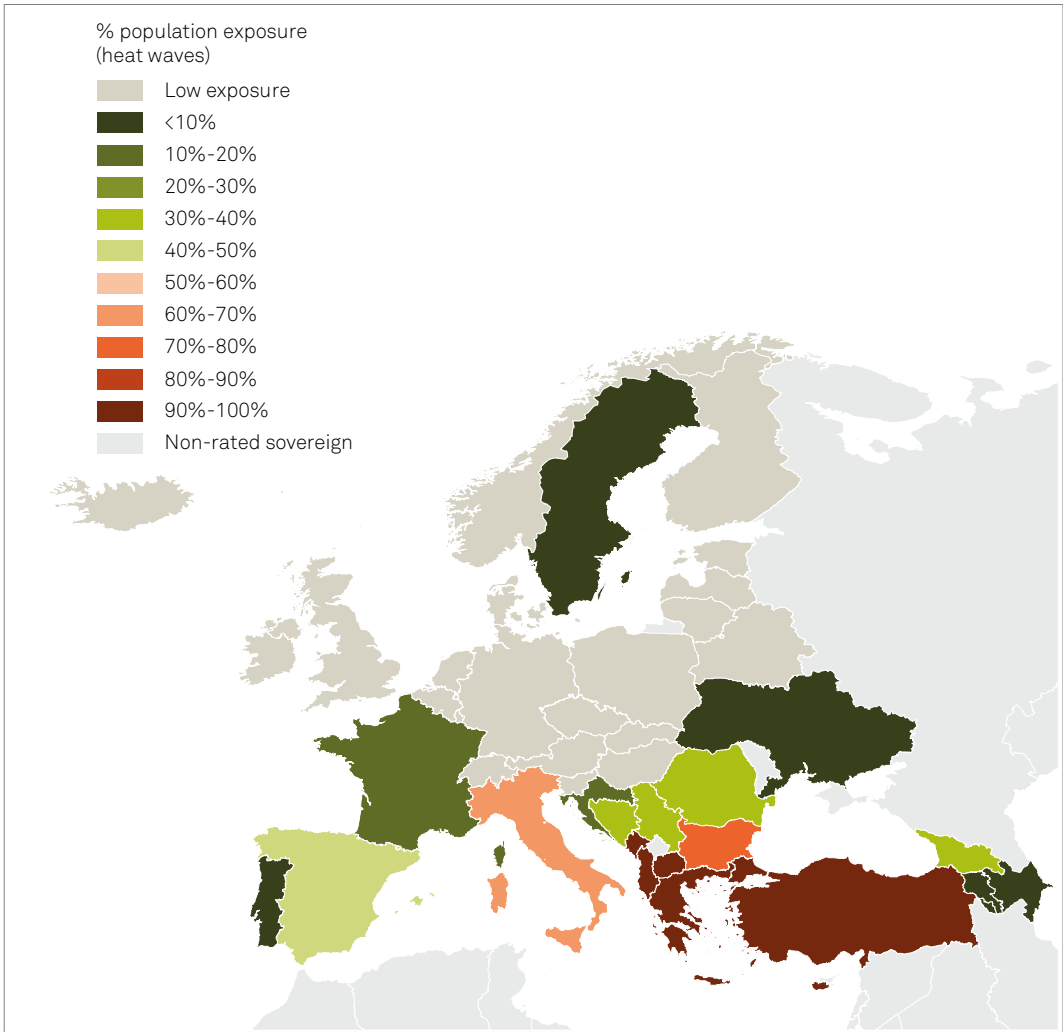 % population exposure
(heat waves)
Low exposure
<10%
10%-20%
20%-30%
30%-40%
40%-50%
50%-60%
60%-70%
70%-80%
80%-90%
90%-100%
Non-rated sovereign